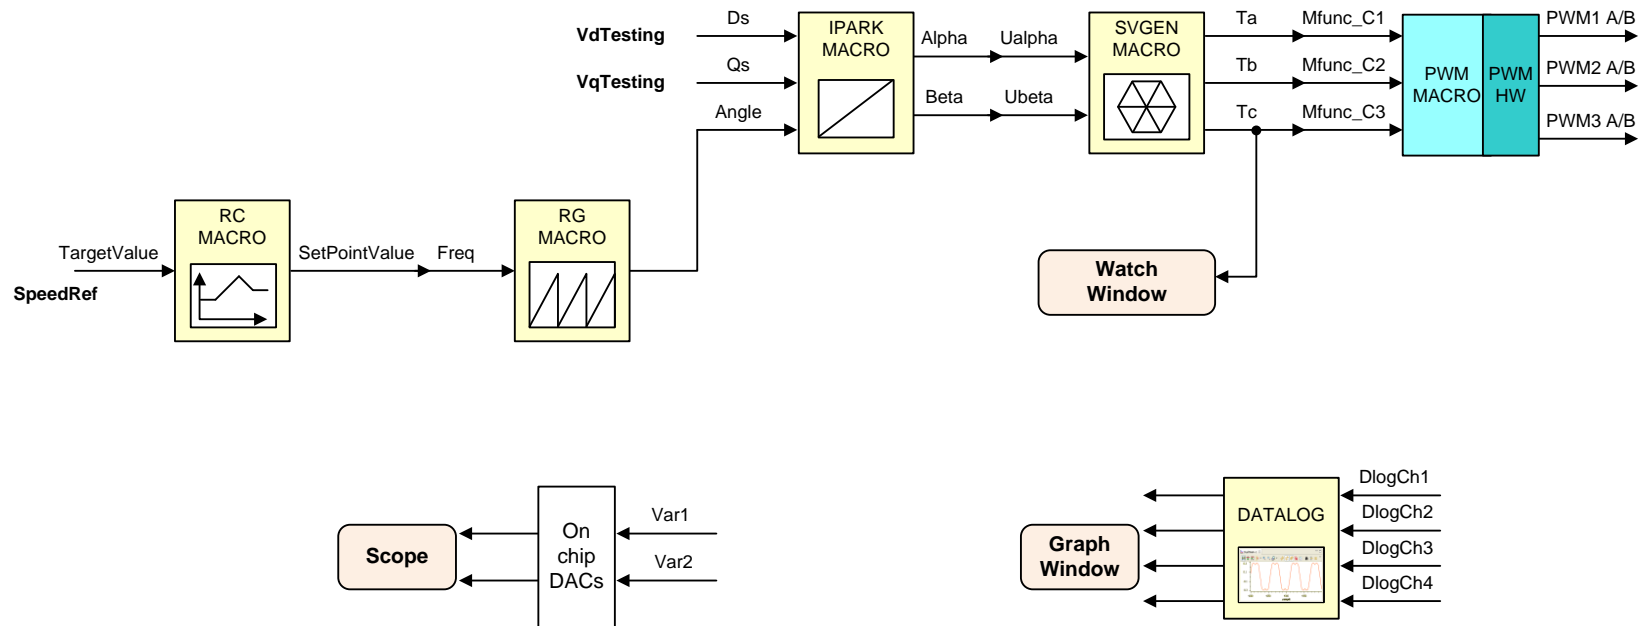 Ds
VdTesting
Qs
VqTesting
Angle
IPARK
MACRO
Alpha
Ualpha
Beta
Ubeta
SVGEN
MACRO
Ta
Mfunc_C1
Tb
Mfunc_C2
Tc
Mfunc_C3
PWM
MACRO
PWM
HW
PWM1 A/B
PWM2 A/B
PWM3 A/B
TargetValue
SpeedRef
RC
MACRO
SetPointValue
Freq
RG
MACRO
Watch
Window
Scope
On
chip
DACs
Var1
Var2
Graph
Window
DATALOG
DlogCh1
DlogCh2
DlogCh3
DlogCh4